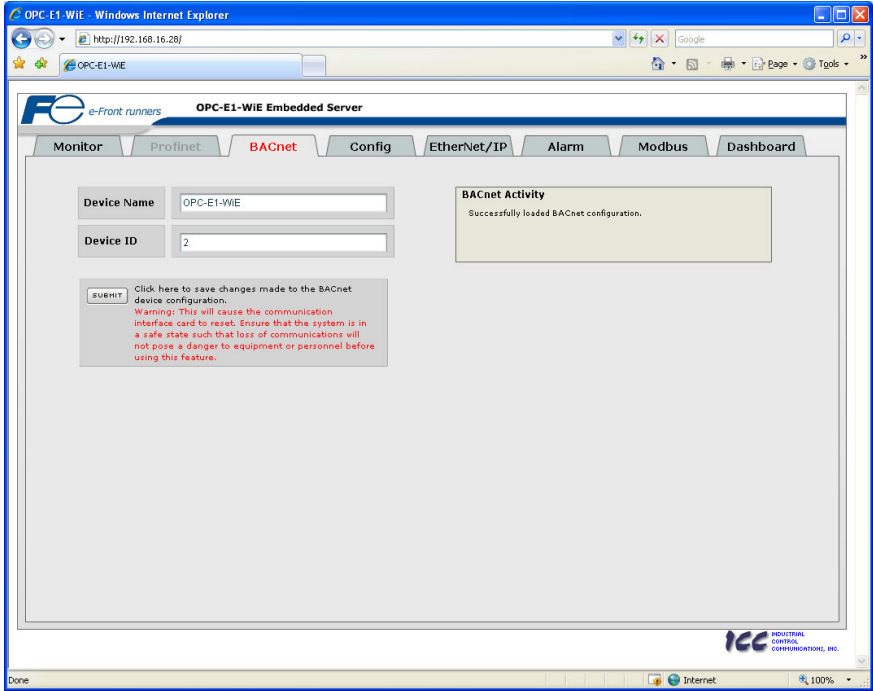 OPC-E1-WiE - Windows Internet Explorer
http://192.168.16.28/
Google
OPC-E1-WiE
Page
Tools
»
Fe e-Front runners
OPC-E1-WiE Embedded Server
Monitor
Profinet
BACnet
Config
EtherNet/IP
Alarm
Modbus
Dashboard
Device Name
OPC-E1-WiE
Device ID
2
BACnet Activity
Successfully loaded BACnet configuration.
SUBMIT
Click here to save changes made to the BACnet
device configuration.
Warning: This will cause the communication
interface card to reset. Ensure that the system is in
a safe state such that loss of communications will
not pose a danger to equipment or personnel before
using this feature.
ICC
INDUSTRIAL
CONTROL
COMMUNICATIONS, INC.
Done
Internet
100%